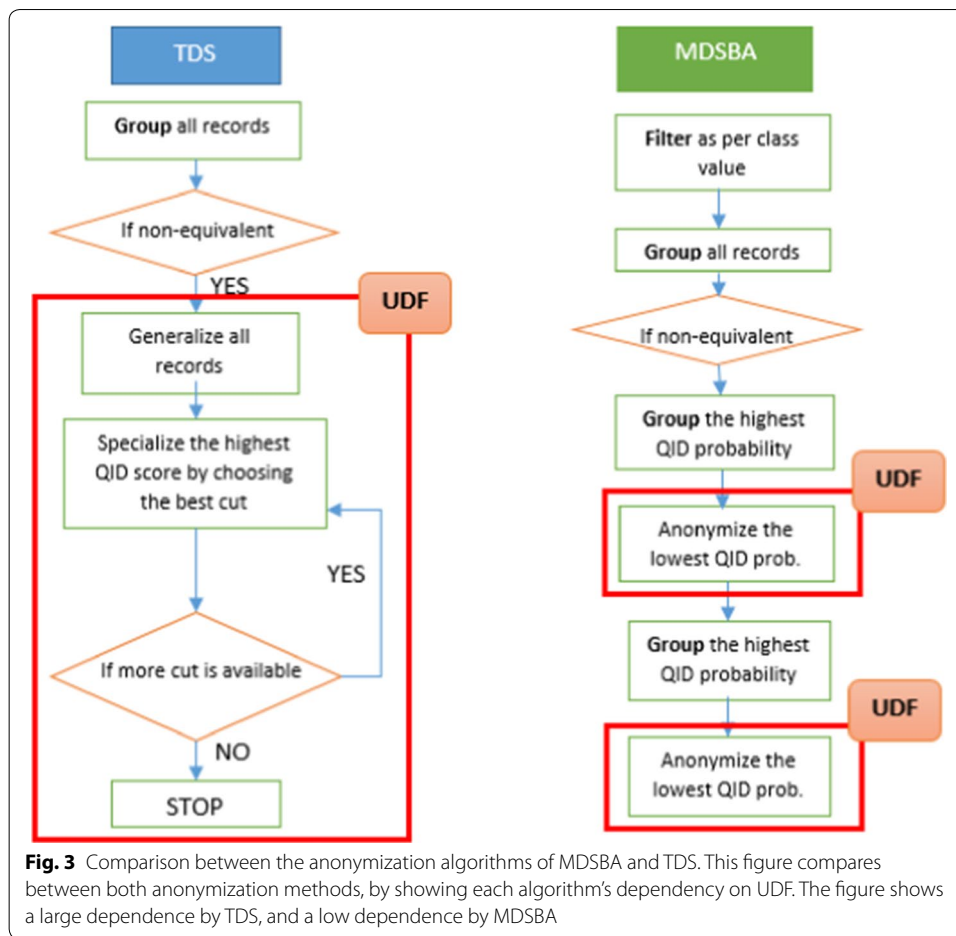 TDS
Group all records
If non-equivalent
YES
UDF
Generalize all
records
Specialize the highest
QID score by choosing
the best cut
YES
If more cut is available
NO
STOP
MDSBA
Filter as per class
value
Group all records
If non-equivalent
Group the highest
QID probability
UDF
Anonymize the
lowest QID prob.
Group the highest
QID probability
UDF
Anonymize the
lowest QID prob.
Fig. 3 Comparison between the anonymization algorithms of MDSBA and TDS. This figure compares
between both anonymization methods, by showing each algorithm's dependency on UDF. The figure shows
a large dependence by TDS, and a low dependence by MDSBA